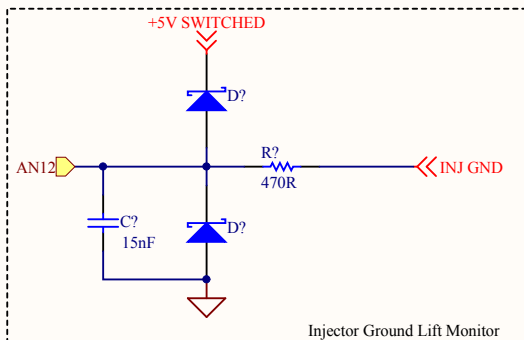 +5V SWITCHED
D?
R?
AN12
INJ GND
470R
C?
D?
15nF
Injector Ground Lift Monitor